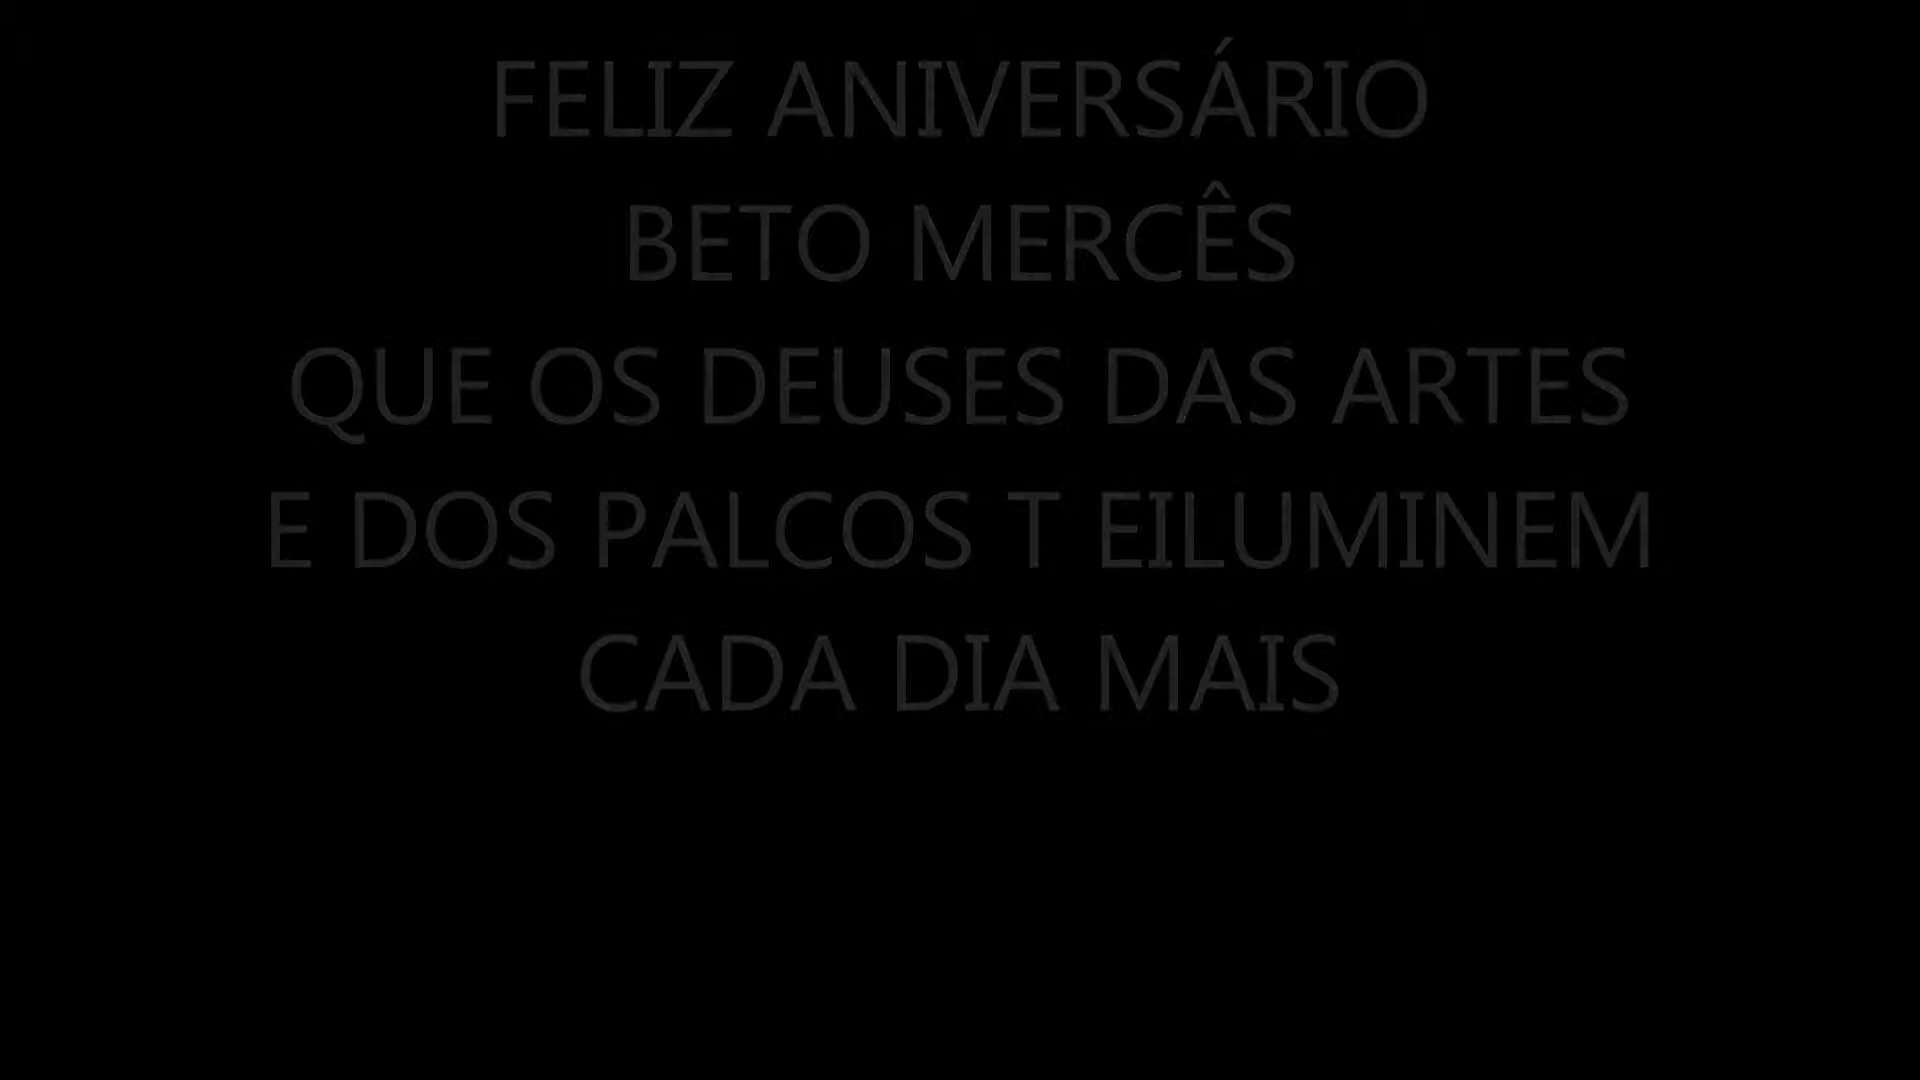 FELIZ ANIVERSÁRIO
BETO MERCÊS
QUE OS DEUSES DAS ARTES
E DOS PALCOS T EILUMINEM
CADA DIA MAIS